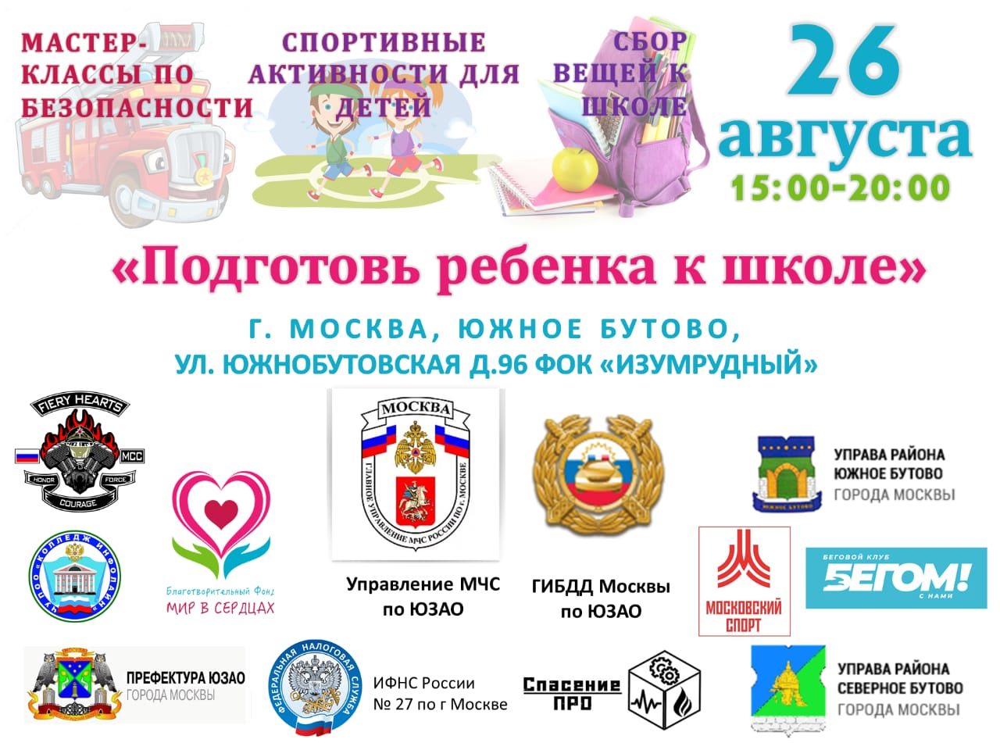 МАСТЕР-
КЛАССЫ ПО
БЕЗОПАСНОСТИ
СПОРТИВНЫЕ
АКТИВНОСТИ ДЛЯ
ДЕТЕЙ
СБОР
ВЕЩЕЙ К
ШКОЛЕ
26
августа
15:00-20:00
«Подготовь ребенка к школе»
Г. МОСКВА, ЮЖНОЕ БУТОВО,
УЛ. ЮЖНОБУТОВСКАЯ Д.96 ФОК «ИЗУМРУДНЫЙ»
FIERY HEARTS
MCC
HONOR FORCE
COURAGE
МОСКВА
ГЛАВНОЕ УПРАВЛЕНИЕ МЧС РОССИИ ПО г. МОСКВЕ
Управление МЧС
по ЮЗАО
ГИБДД Москвы
по ЮЗАО
ЮЖНОЕ БУТОВО
УПРАВА РАЙОНА
ЮЖНОЕ БУТОВО
ГОРОДА МОСКВЫ
ЧУПОО «КОЛЛЕДЖ ИНФОЛАЙН»
Благотворительный Фонд
МИР В СЕРДЦАХ
МОСКОВСКИЙ
СПОРТ
БЕГОВОЙ КЛУБ
БЕГОМ!
С НАМИ
ПРЕФЕКТУРА ЮЗАО
ГОРОДА МОСКВЫ
ФЕДЕРАЛЬНАЯ НАЛОГОВАЯ СЛУЖБА
ИФНС России
№ 27 по г Москве
Спасение
ПРО
УПРАВА РАЙОНА
СЕВЕРНОЕ БУТОВО
ГОРОДА МОСКВЫ